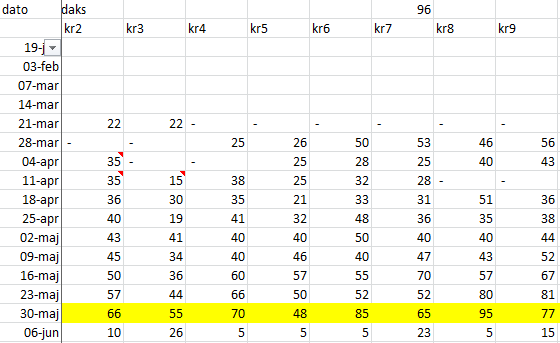 dato daks 96
kr2 kr3 kr4 kr5 kr6 kr7 kr8 kr9
19-j
03-feb
07-mar
14-mar
21-mar 22 22 - - - - - -
28-mar - - 25 26 50 53 46 56
04-apr 35 - - 25 28 25 40 43
11-apr 35 15 38 25 32 28 - -
18-apr 36 30 35 21 33 31 51 36
25-apr 40 19 41 32 48 36 35 38
02-maj 43 41 40 40 50 40 40 44
09-maj 45 34 40 46 40 47 43 52
16-maj 50 36 60 57 55 70 57 67
23-maj 57 44 66 50 52 52 80 81
30-maj 66 55 70 48 85 65 95 77
06-jun 10 26 5 5 5 23 5 15